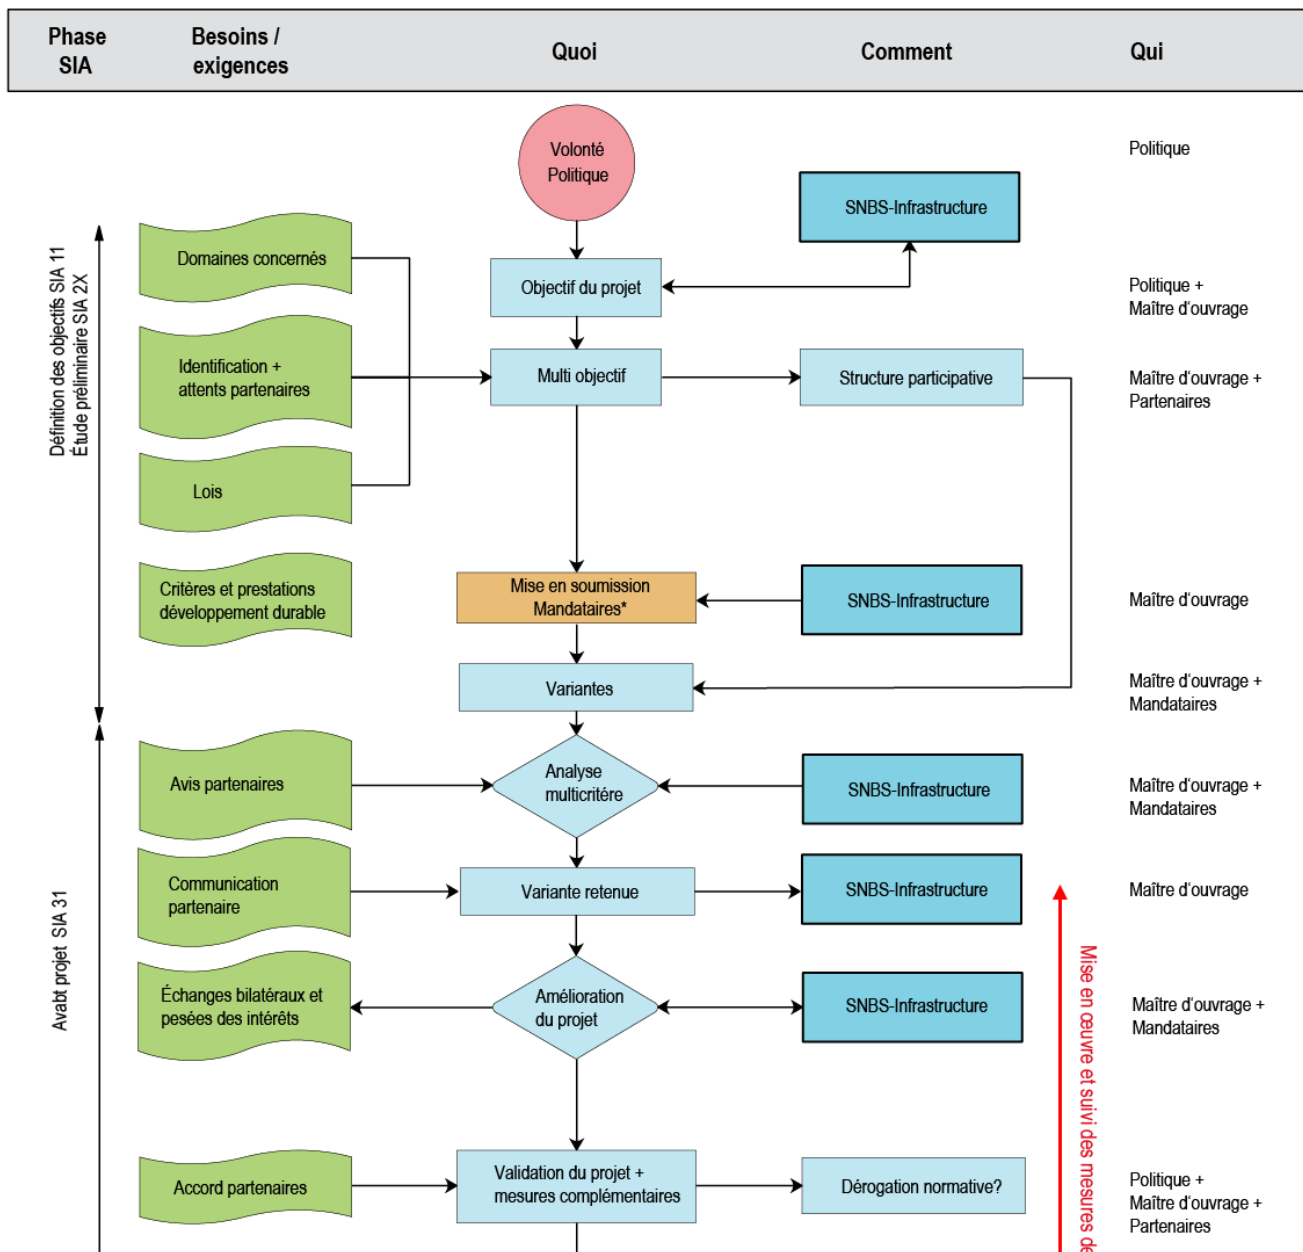 Phase
SIA
Besoins /
exigences
Quoi
Comment
Qui
Volonté
Politique
Politique
SNBS-Infrastructure
Définition des objectifs SIA 11
Étude préliminaire SIA 2X
Domaines concernés
Objectif du projet
Politique +
Maître d'ouvrage
Identification +
attents partenaires
Multi objectif
Structure participative
Maître d'ouvrage +
Partenaires
Lois
Critères et prestations
développement durable
Mise en soumission
Mandataires*
SNBS-Infrastructure
Maître d'ouvrage
Variantes
Maître d'ouvrage +
Mandataires
Avabt projet SIA 31
Avis partenaires
Analyse
multicritére
SNBS-Infrastructure
Maître d'ouvrage +
Mandataires
Communication
partenaire
Variante retenue
SNBS-Infrastructure
Maître d'ouvrage
Mise en œuvre et suivi des mesures de
Échanges bilatéraux et
pesées des intérêts
Amélioration
du projet
SNBS-Infrastructure
Maître d'ouvrage +
Mandataires
Accord partenaires
Validation du projet +
mesures complémentaires
Dérogation normative?
Politique +
Maître d'ouvrage +
Partenaires